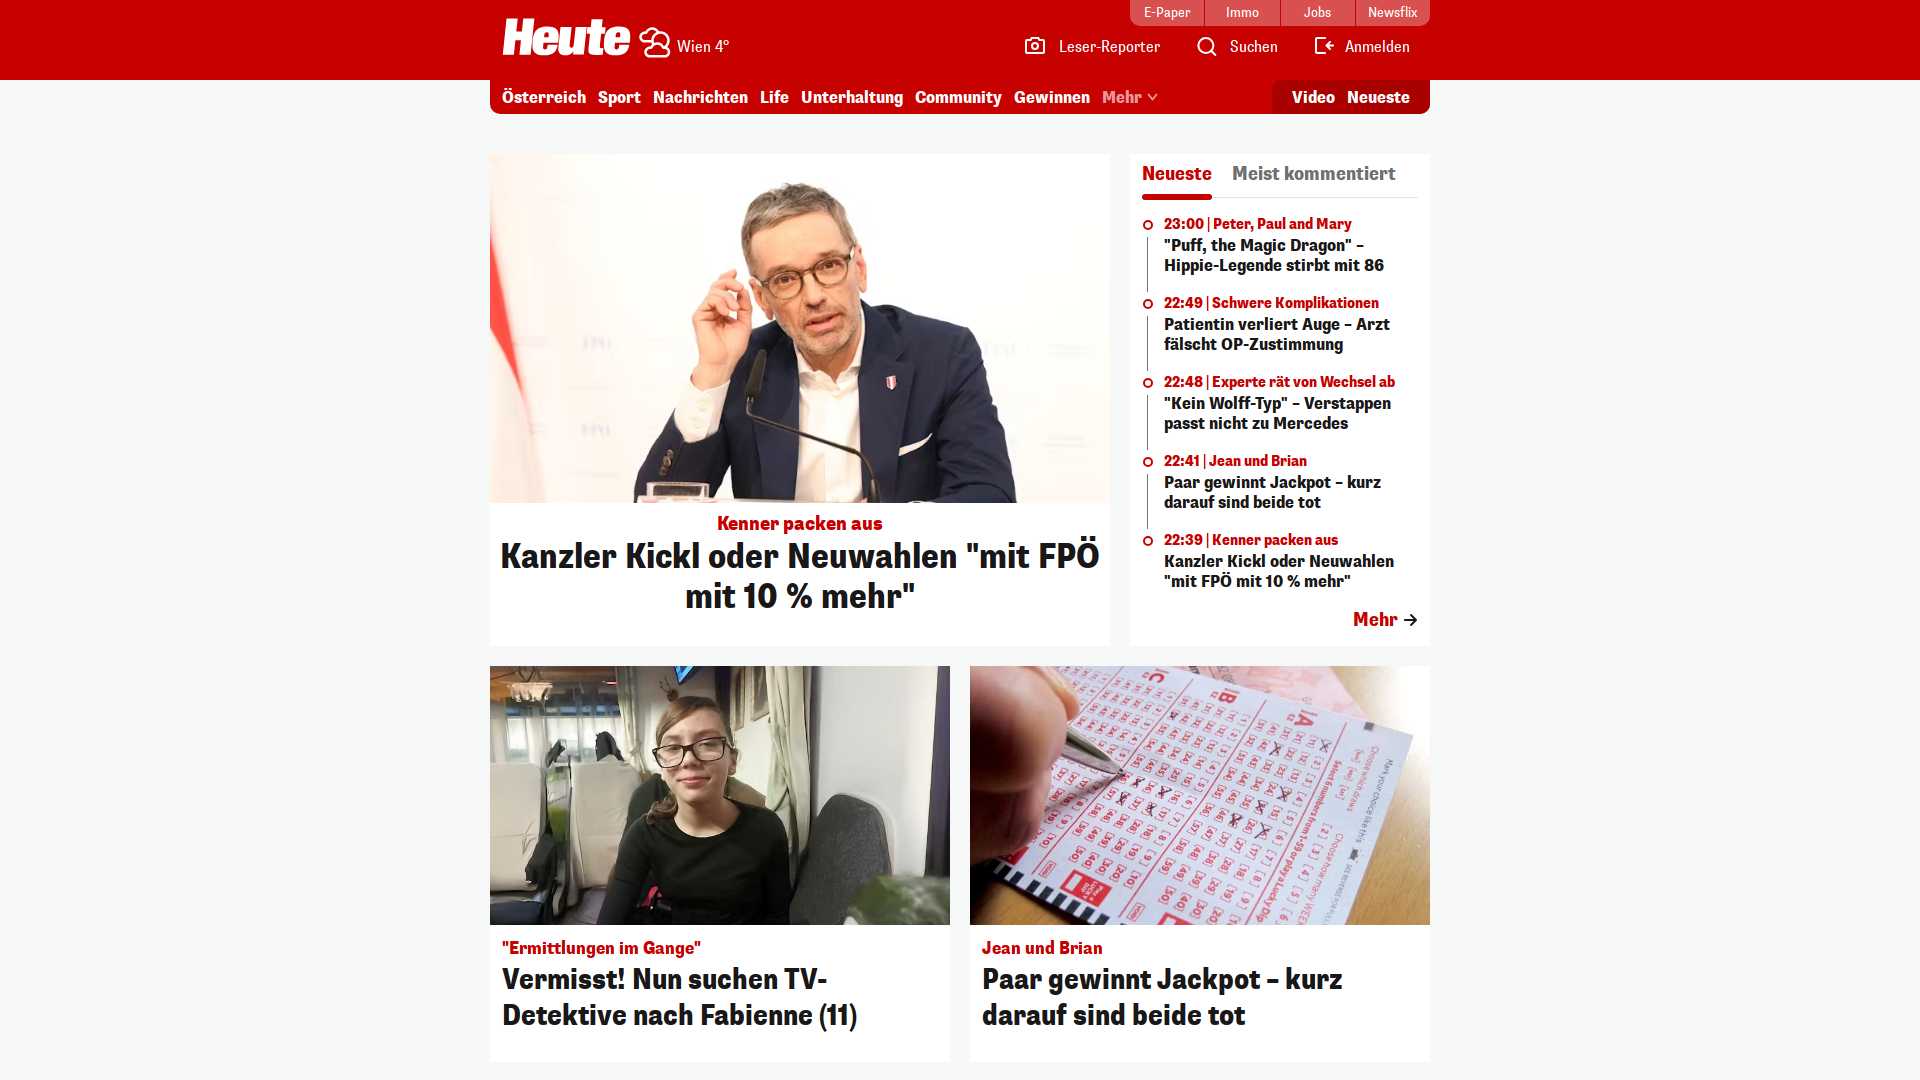 E-Paper
Immo
Jobs
Newsflix
Heute
Wien 4°
Leser-Reporter
Suchen
Anmelden
Österreich
Sport
Nachrichten
Life
Unterhaltung
Community
Gewinnen
Mehr
Video
Neueste
Kenner packen aus
Kanzler Kickl oder Neuwahlen "mit FPÖ
mit 10 % mehr"
Neueste
Meist kommentiert
23:00 | Peter, Paul and Mary
"Puff, the Magic Dragon" –
Hippie-Legende stirbt mit 86
22:49 | Schwere Komplikationen
Patientin verliert Auge – Arzt
fälscht OP-Zustimmung
22:48 | Experte rät von Wechsel ab
"Kein Wolff-Typ" – Verstappen
passt nicht zu Mercedes
22:41 | Jean und Brian
Paar gewinnt Jackpot – kurz
darauf sind beide tot
22:39 | Kenner packen aus
Kanzler Kickl oder Neuwahlen
"mit FPÖ mit 10 % mehr"
Mehr
"Ermittlungen im Gange"
Vermisst! Nun suchen TV-
Detektive nach Fabienne (11)
Jean und Brian
Paar gewinnt Jackpot – kurz
darauf sind beide tot